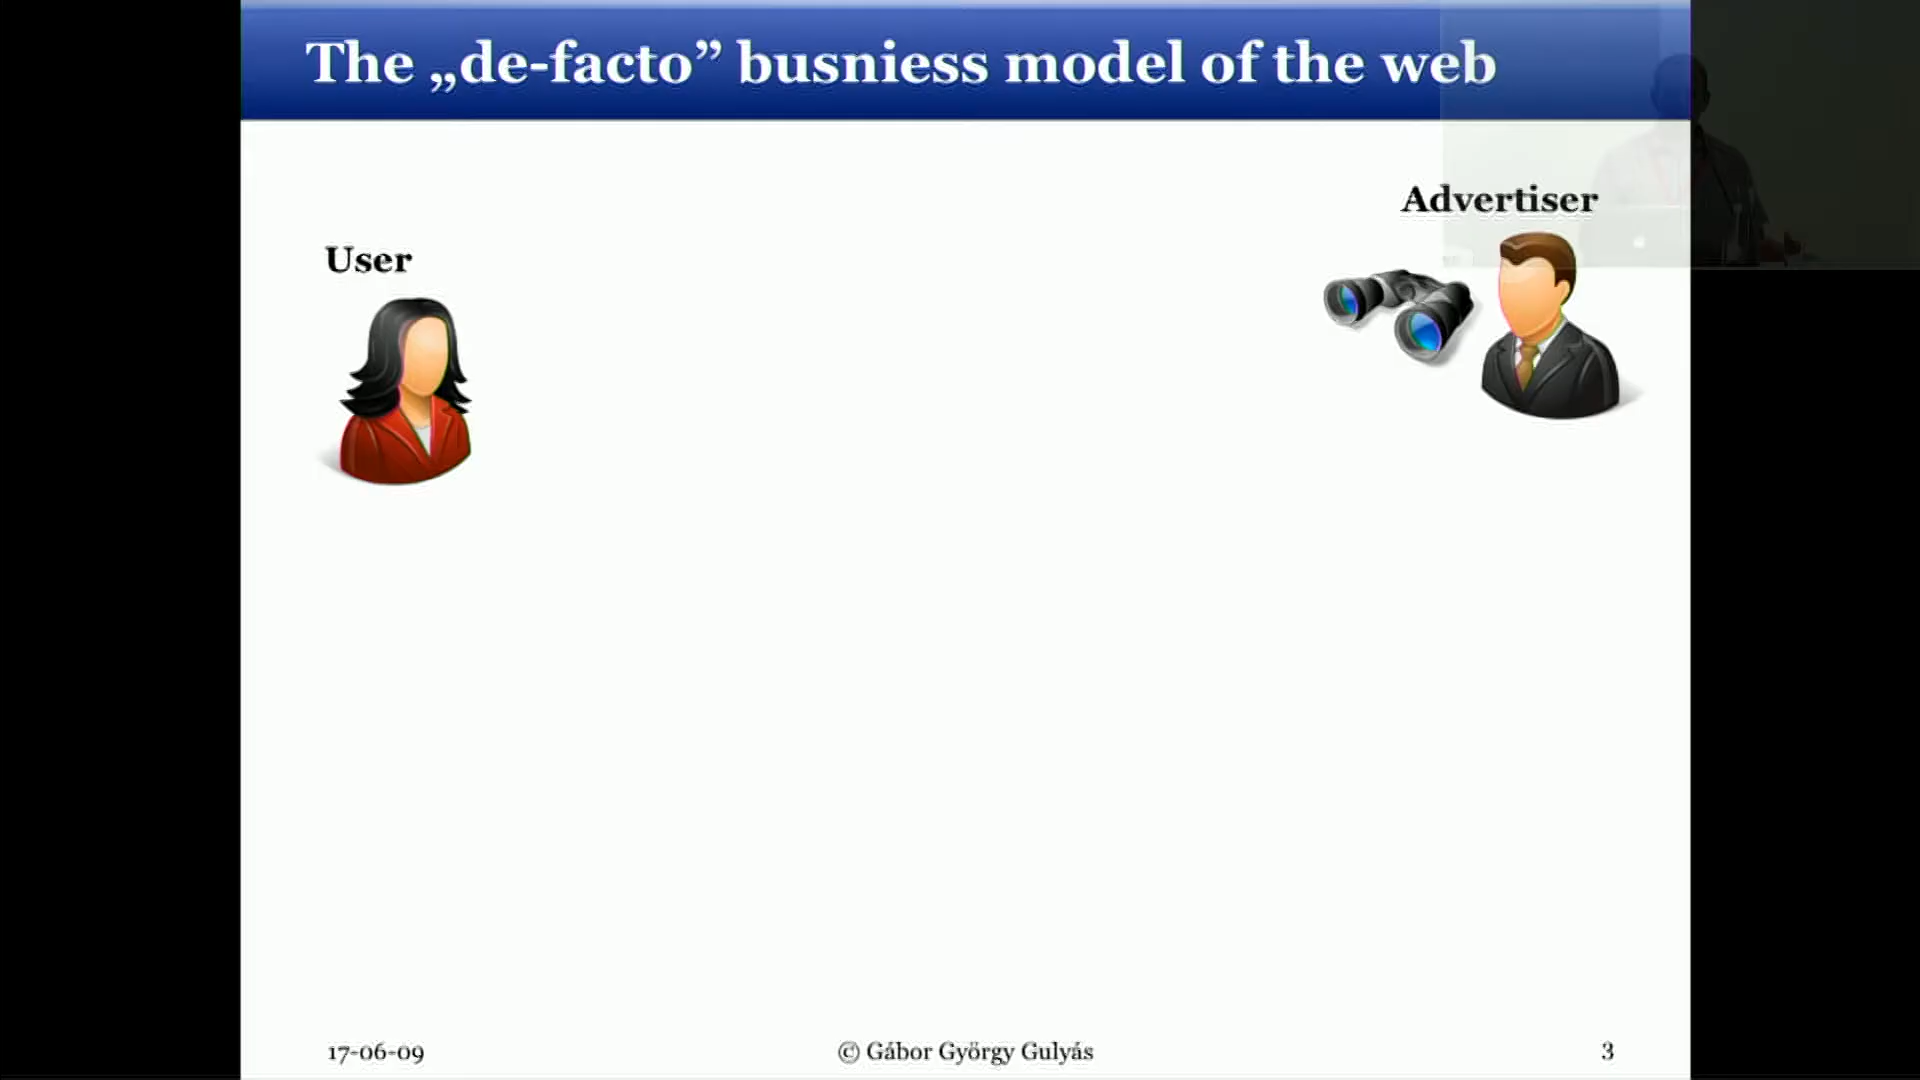 The „de-facto” busniess model of the web
Advertiser
User
17-06-09
© Gábor György Gulyás
3